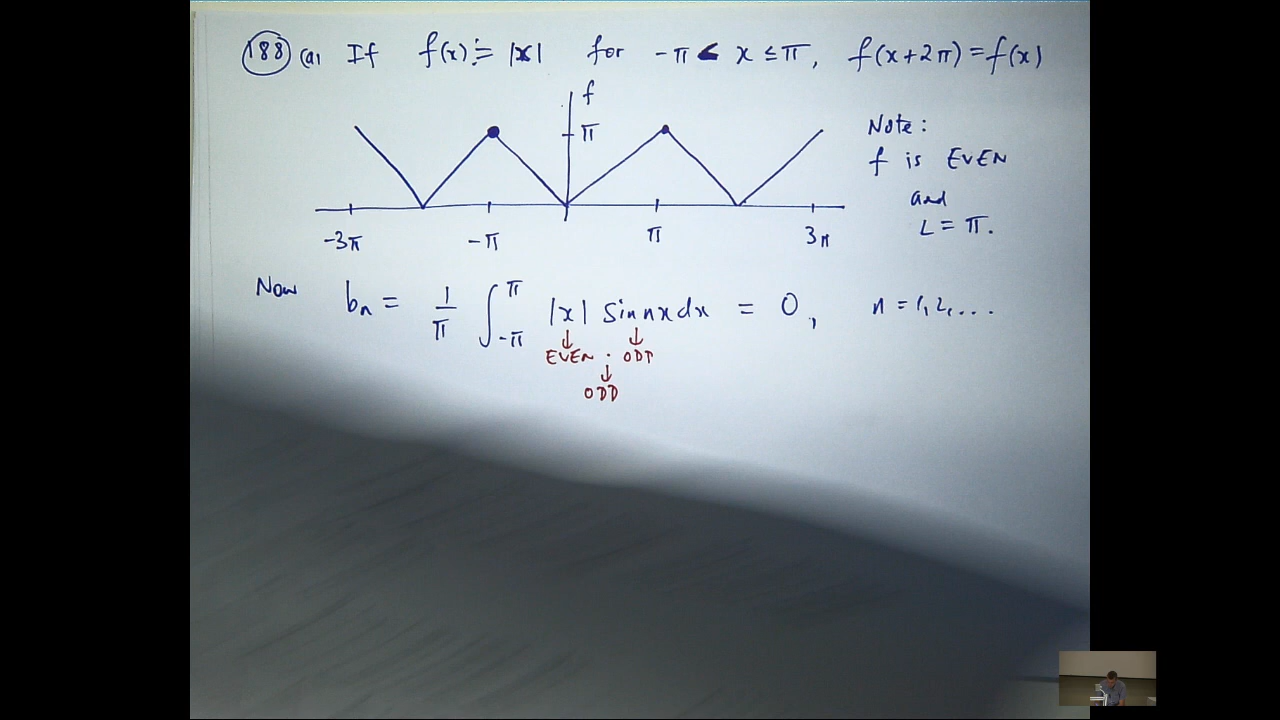 188 (a) If f(x) = |x| for -π < x ≤ π, f(x+2π) = f(x)
f
π
Note:
f is EVEN
and
L = π.
-3π -π π 3π
Now bₙ = 1/π ∫_{-π}^{π} |x| sin nx dx = 0, n = 1, 2, ...
↓ ↓
EVEN · ODD
↓
ODD